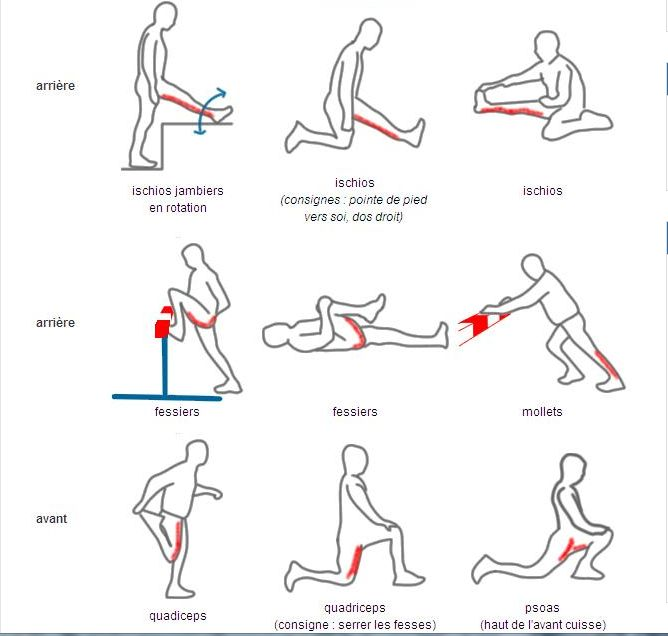 arrière
ischios jambiers
en rotation
ischios
(consignes : pointe de pied
vers soi, dos droit)
ischios
arrière
fessiers
fessiers
mollets
avant
quadiceps
quadriceps
(consigne : serrer les fesses)
psoas
(haut de l'avant cuisse)